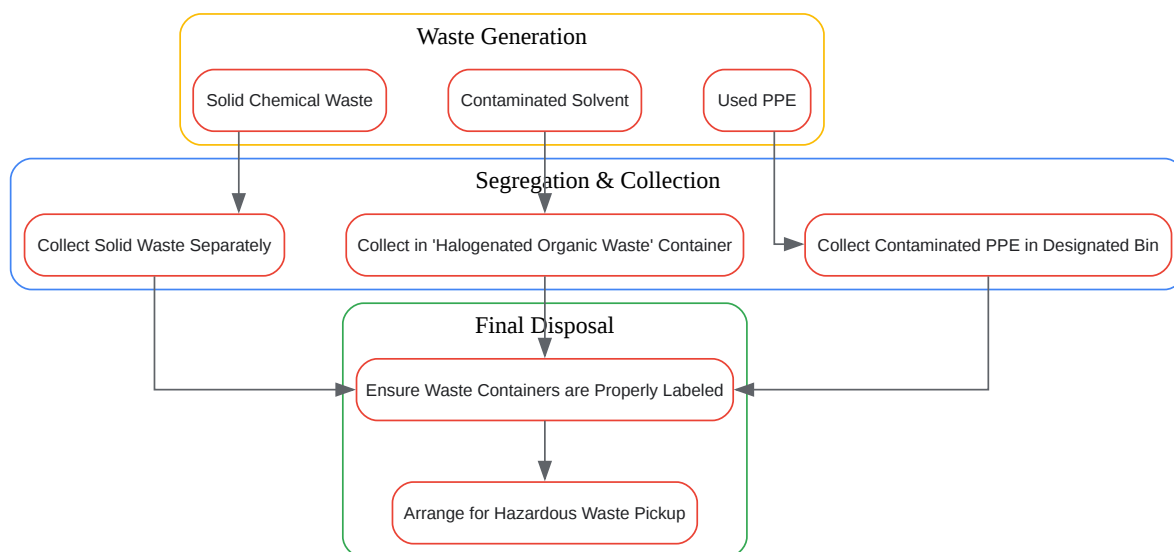 Waste Generation
Solid Chemical Waste
Contaminated Solvent
Used PPE
Segregation & Collection
Collect Solid Waste Separately
Collect in 'Halogenated Organic Waste' Container
Collect Contaminated PPE in Designated Bin
Final Disposal
Ensure Waste Containers are Properly Labeled
Arrange for Hazardous Waste Pickup